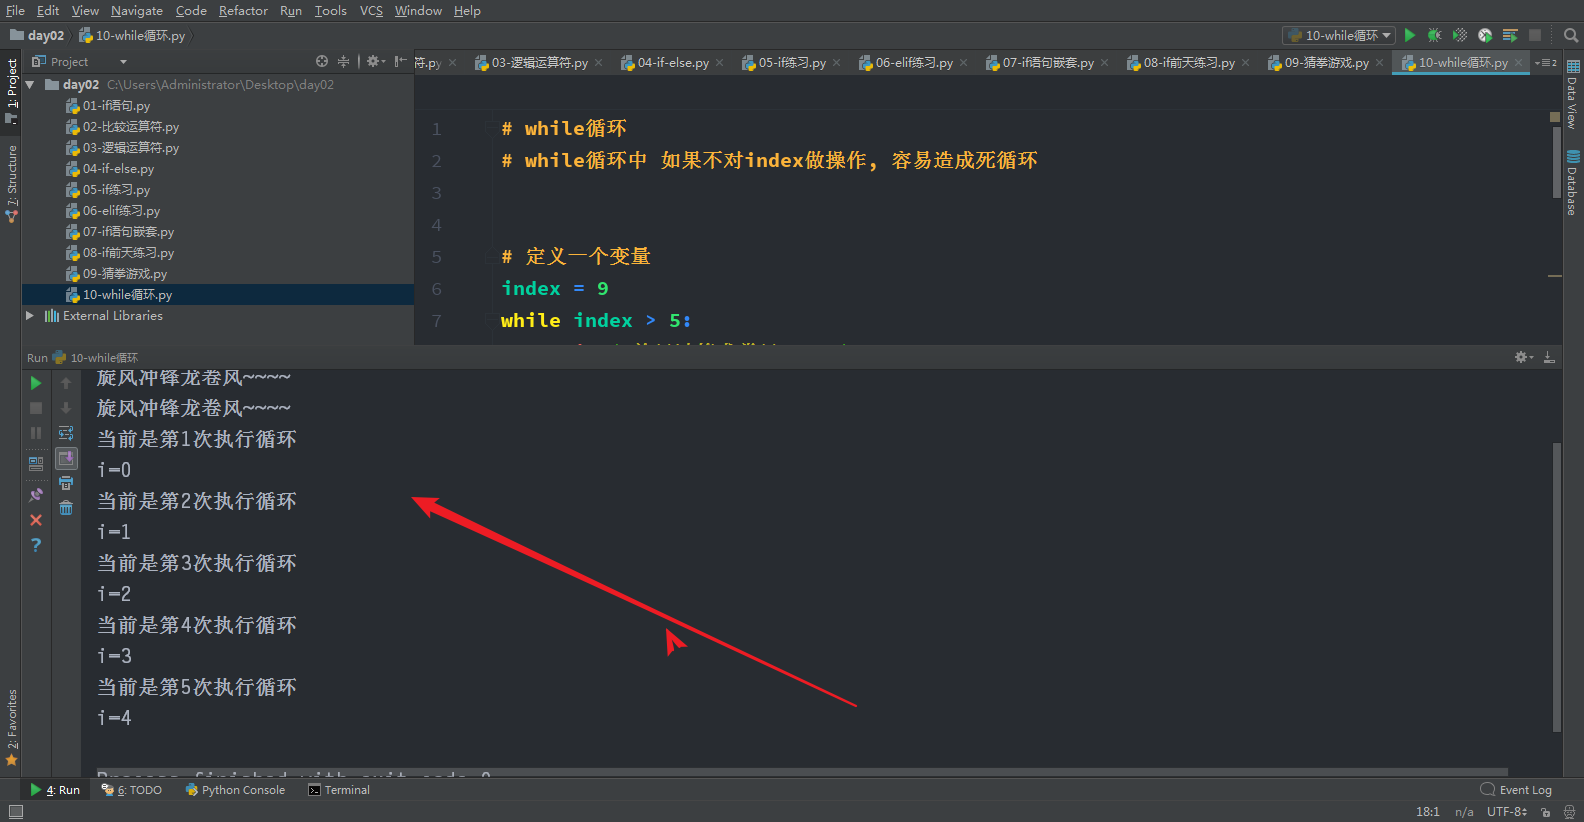 File Edit View Navigate Code Refactor Run Tools VCS Window Help
day02 10-while循环.py
10-while循环
Project
符.py 03-逻辑运算符.py 04-if-else.py 05-if练习.py 06-elif练习.py 07-if语句嵌套.py 08-if前天练习.py 09-猜拳游戏.py 10-while循环.py
2
day02 C:\Users\Administrator\Desktop\day02
01-if语句.py
02-比较运算符.py
03-逻辑运算符.py
04-if-else.py
05-if练习.py
06-elif练习.py
07-if语句嵌套.py
08-if前天练习.py
09-猜拳游戏.py
10-while循环.py
External Libraries
1: Project
7: Structure
2: Favorites
1 # while循环
2 # while循环中 如果不对index做操作, 容易造成死循环
3
4
5 # 定义一个变量
6 index = 9
7 while index > 5:
Data View
Database
Run 10-while循环
旋风冲锋龙卷风~~~~
旋风冲锋龙卷风~~~~
当前是第1次执行循环
i=0
当前是第2次执行循环
i=1
当前是第3次执行循环
i=2
当前是第4次执行循环
i=3
当前是第5次执行循环
i=4
Process finished with exit code 0
4: Run 6: TODO Python Console Terminal Event Log
18:1 n/a UTF-8